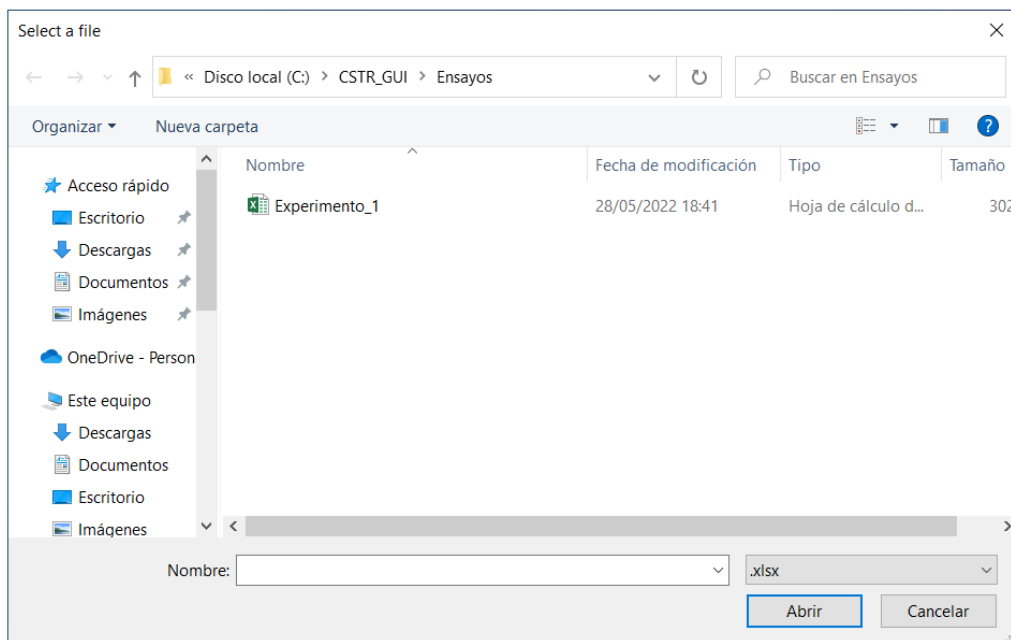 Select a file
« Disco local (C:) > CSTR_GUI > Ensayos
Buscar en Ensayos
Organizar
Nueva carpeta
Nombre
Fecha de modificación
Tipo
Tamaño
Acceso rápido
Escritorio
Descargas
Documentos
Imágenes
OneDrive - Person
Este equipo
Descargas
Documentos
Escritorio
Imágenes
Experimento_1
28/05/2022 18:41
Hoja de cálculo d...
302
Nombre:
.xlsx
Abrir
Cancelar